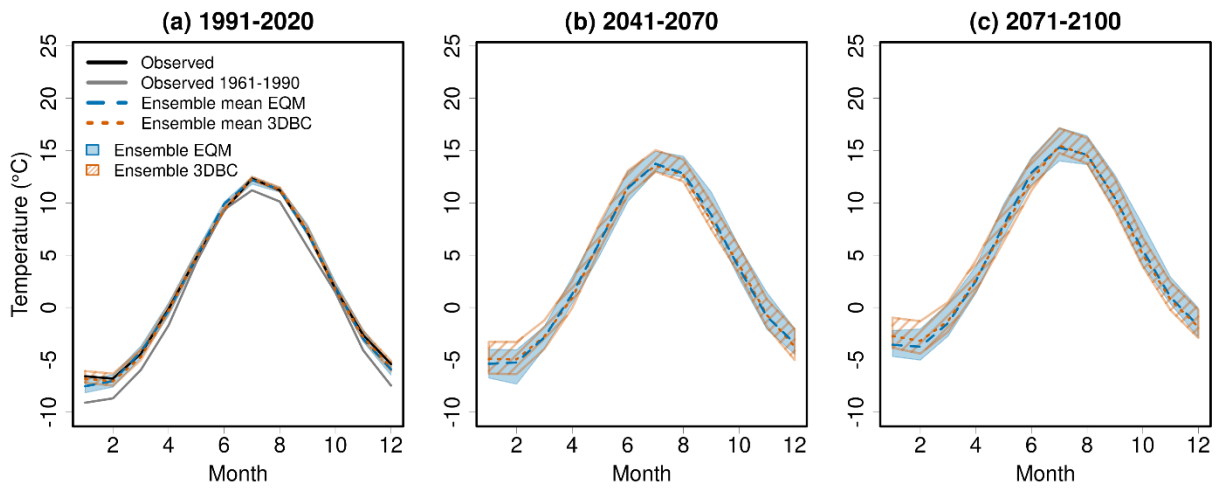 (a) 1991-2020
(b) 2041-2070
(c) 2071-2100
Temperature (°C)
25
20
15
10
5
0
-5
-10
Observed
Observed 1961-1990
Ensemble mean EQM
Ensemble mean 3DBC
Ensemble EQM
Ensemble 3DBC
2 4 6 8 10 12
Month
25
20
15
10
5
0
-5
-10
2 4 6 8 10 12
Month
25
20
15
10
5
0
-5
-10
2 4 6 8 10 12
Month